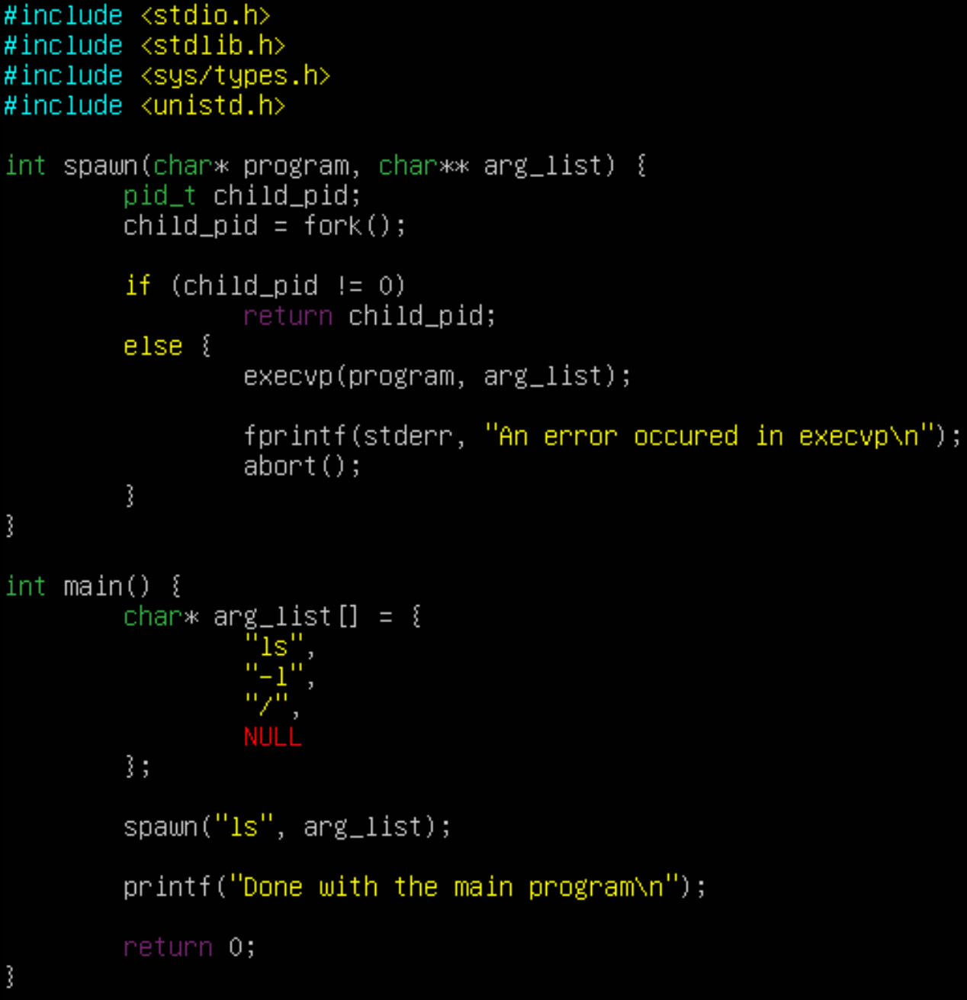 #include <stdio.h>
#include <stdlib.h>
#include <sys/types.h>
#include <unistd.h>
int spawn(char* program, char** arg_list) {
pid_t child_pid;
child_pid = fork();
if (child_pid != 0)
return child_pid;
else {
execvp(program, arg_list);
fprintf(stderr, "An error occured in execvp\n");
abort();
}
}
int main() {
char* arg_list[] = {
"ls",
"-l",
"/",
NULL
};
spawn("ls", arg_list);
printf("Done with the main program\n");
return 0;
}